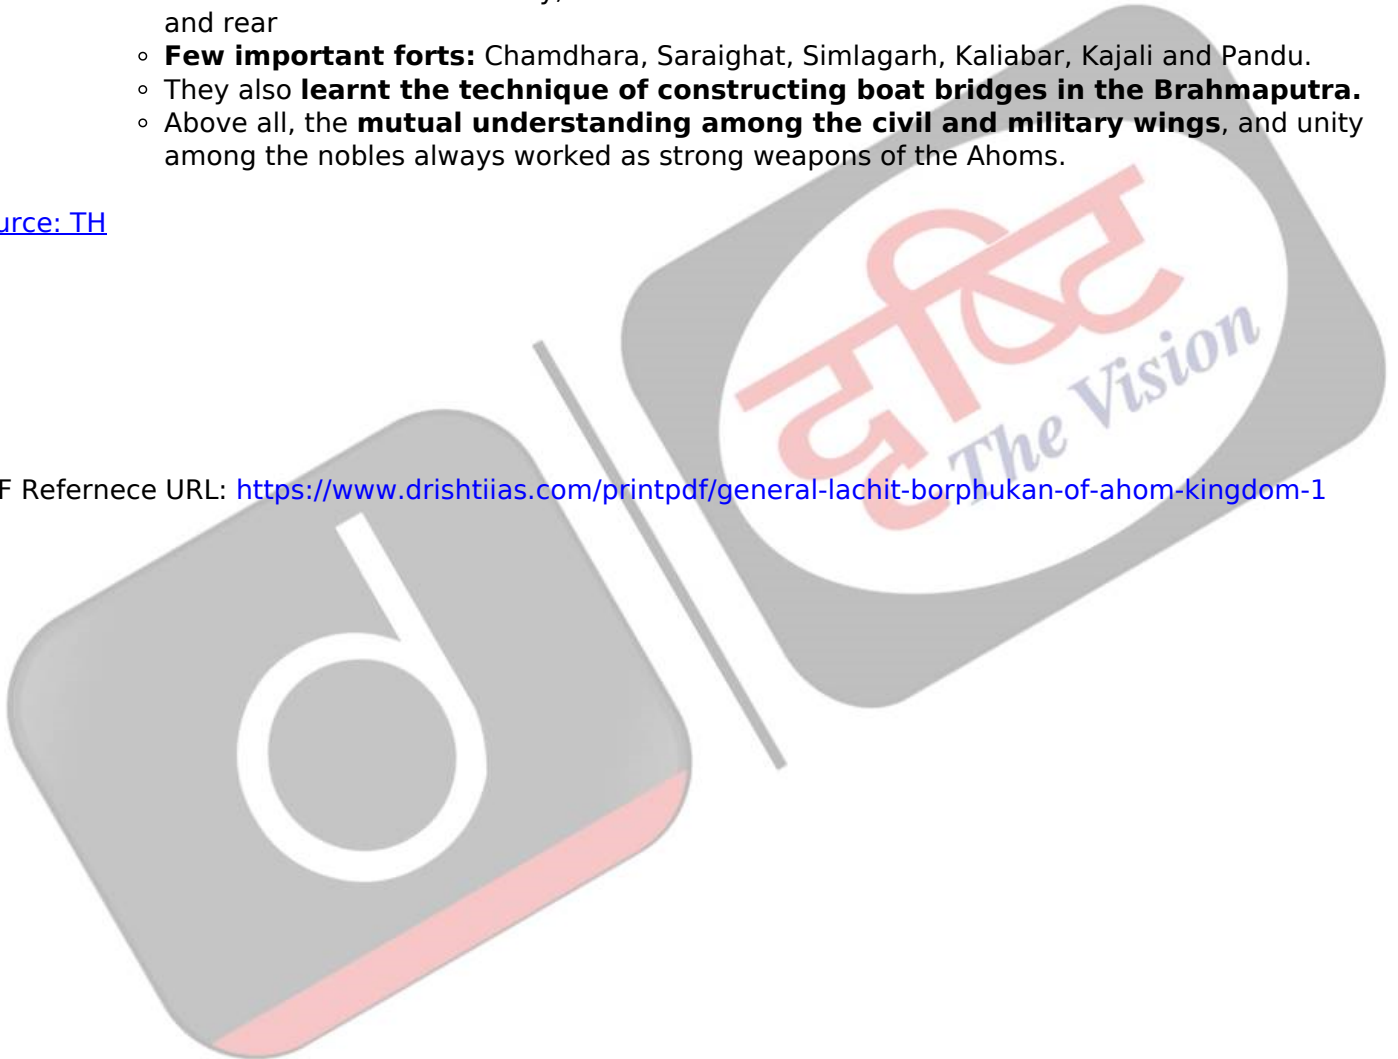 and rear
Few important forts: Chamdhara, Saraighat, Simlagarh, Kaliabar, Kajali and Pandu.
They also learnt the technique of constructing boat bridges in the Brahmaputra.
Above all, the mutual understanding among the civil and military wings, and unity
among the nobles always worked as strong weapons of the Ahoms.
urce: TH
दृष्टि
The Vision
F Refernece URL: https://www.drishtiias.com/printpdf/general-lachit-borphukan-of-ahom-kingdom-1
d